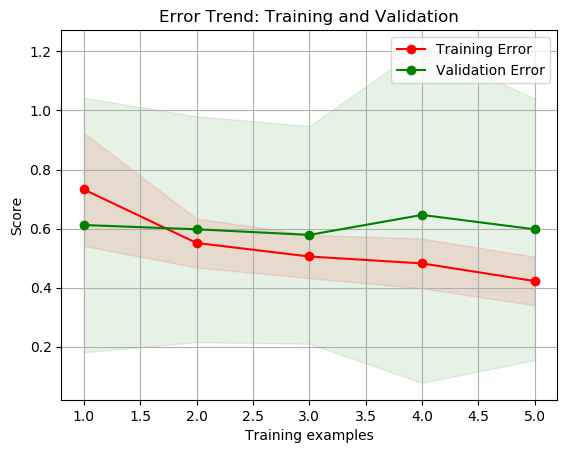 Error Trend: Training and Validation
Training Error
Validation Error
Score
1.2
1.0
0.8
0.6
0.4
0.2
1.0 1.5 2.0 2.5 3.0 3.5 4.0 4.5 5.0
Training examples